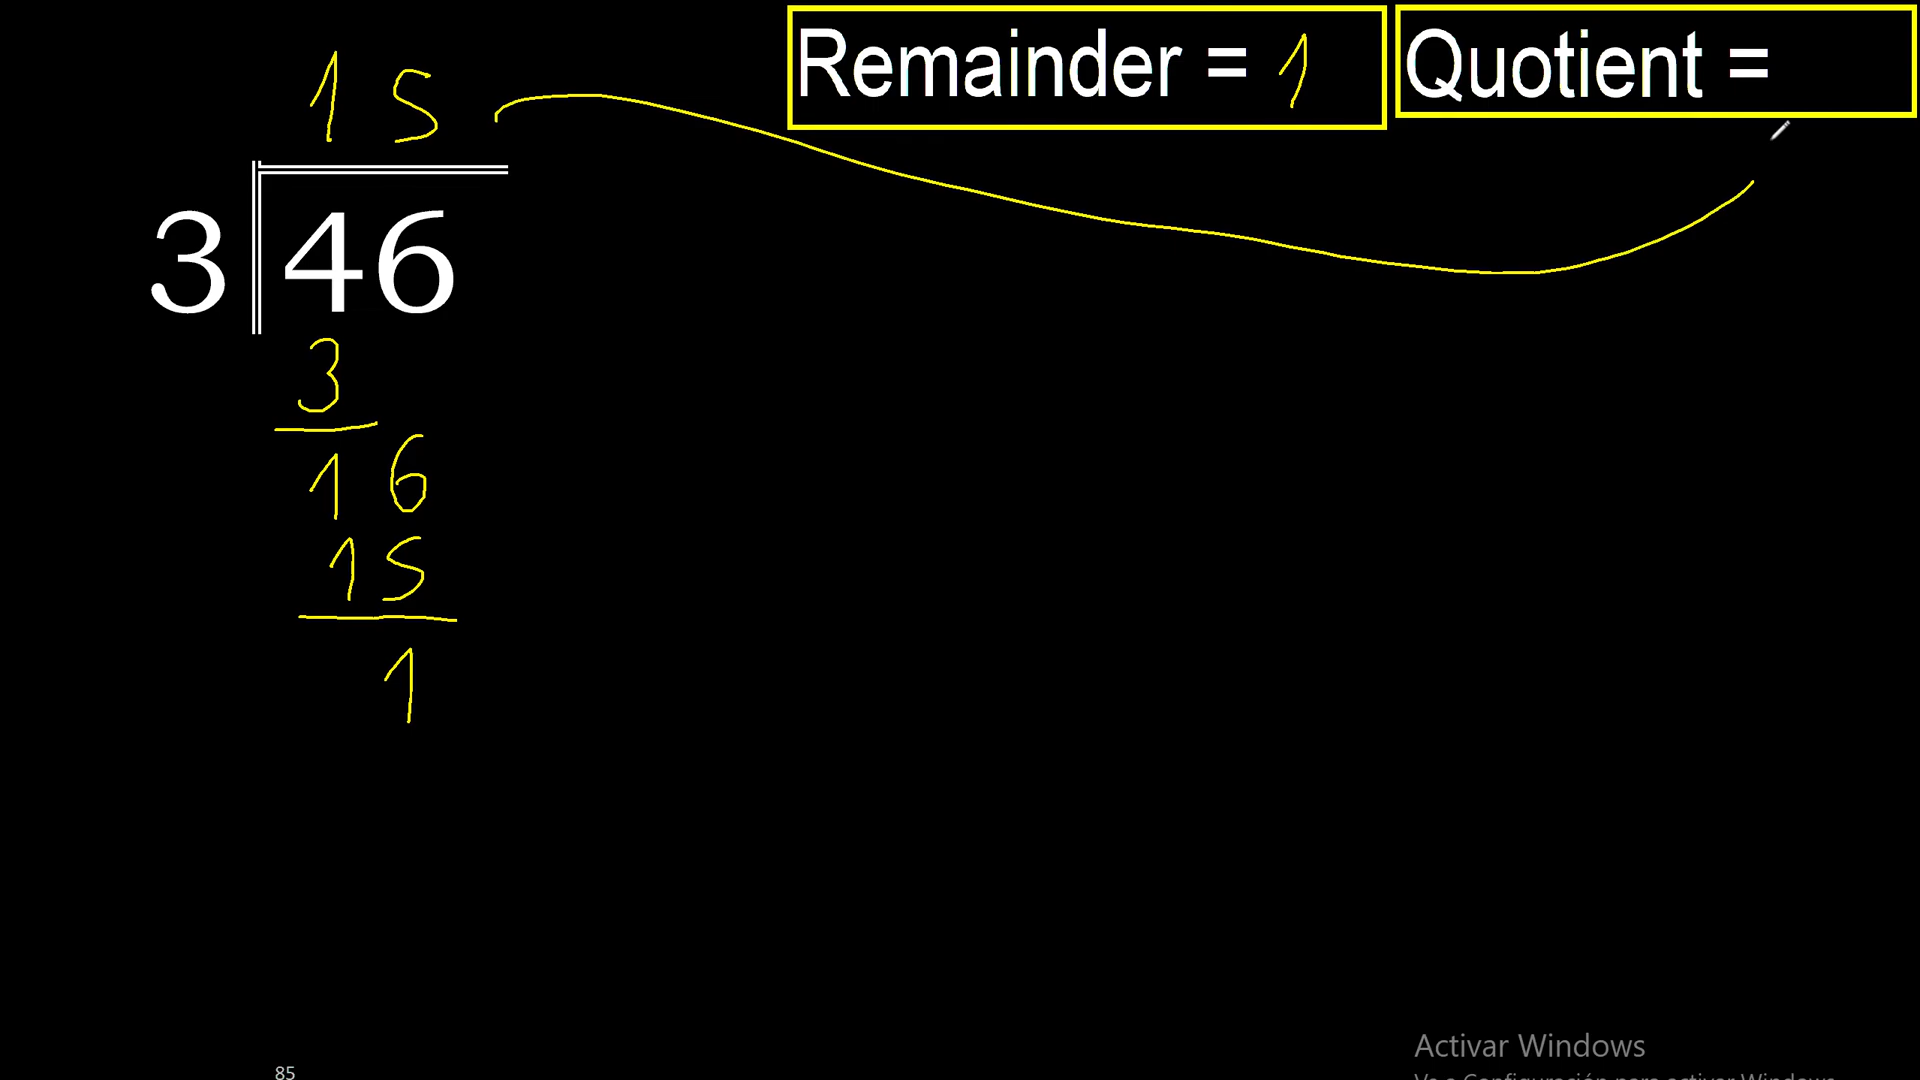 15
Remainder = 1
Quotient =
3 46
3
16
15
1
Activar Windows
85